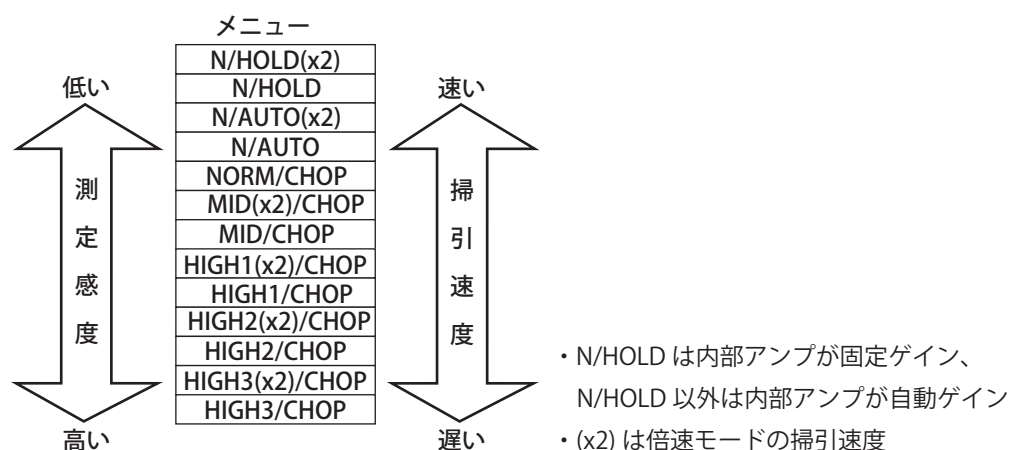 メニュー
低い
N/HOLD(x2)
N/HOLD
N/AUTO(x2)
N/AUTO
NORM/CHOP
MID(x2)/CHOP
MID/CHOP
HIGH1(x2)/CHOP
HIGH1/CHOP
HIGH2(x2)/CHOP
HIGH2/CHOP
HIGH3(x2)/CHOP
HIGH3/CHOP
測定感度
高い
速い
掃引速度
遅い
・N/HOLD は内部アンプが固定ゲイン、
N/HOLD 以外は内部アンプが自動ゲイン
・(x2) は倍速モードの掃引速度